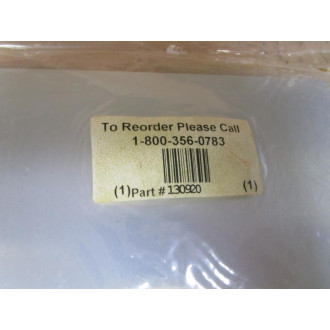 To Reorder Please Call
1-800-356-0783
(1) Part # 130920 (1)